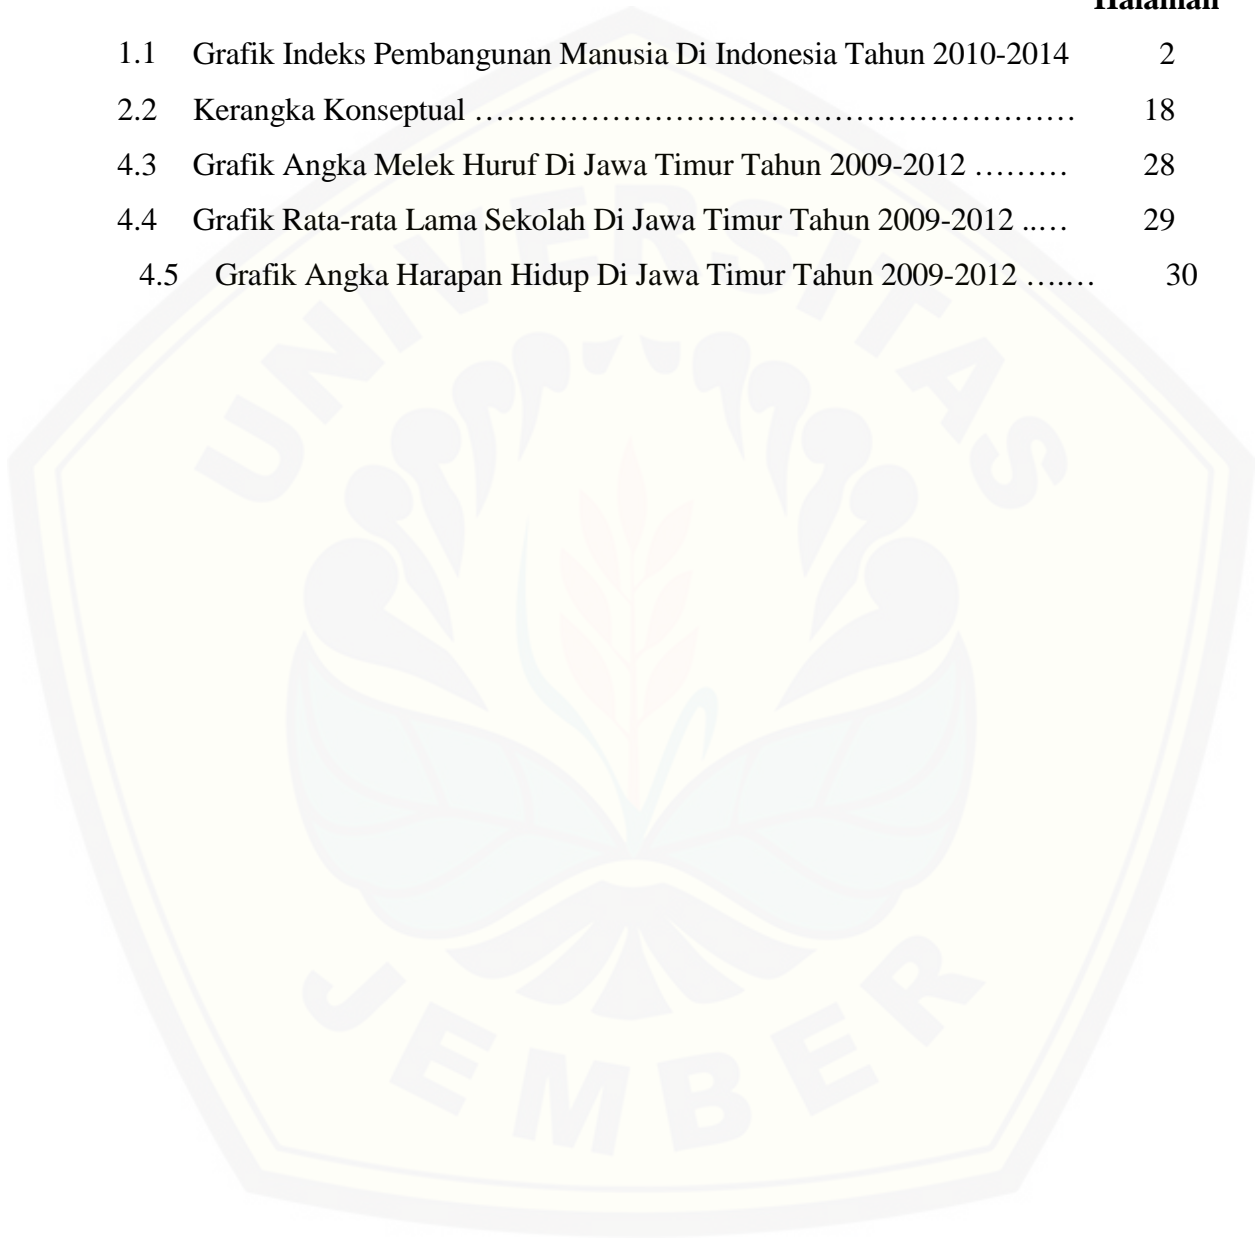 Halaman
1.1 Grafik Indeks Pembangunan Manusia Di Indonesia Tahun 2010-2014 2
2.2 Kerangka Konseptual ………………………………………………… 18
4.3 Grafik Angka Melek Huruf Di Jawa Timur Tahun 2009-2012 ……… 28
4.4 Grafik Rata-rata Lama Sekolah Di Jawa Timur Tahun 2009-2012 ..… 29
4.5 Grafik Angka Harapan Hidup Di Jawa Timur Tahun 2009-2012 ….… 30
UNIVERSITAS
JEMBER